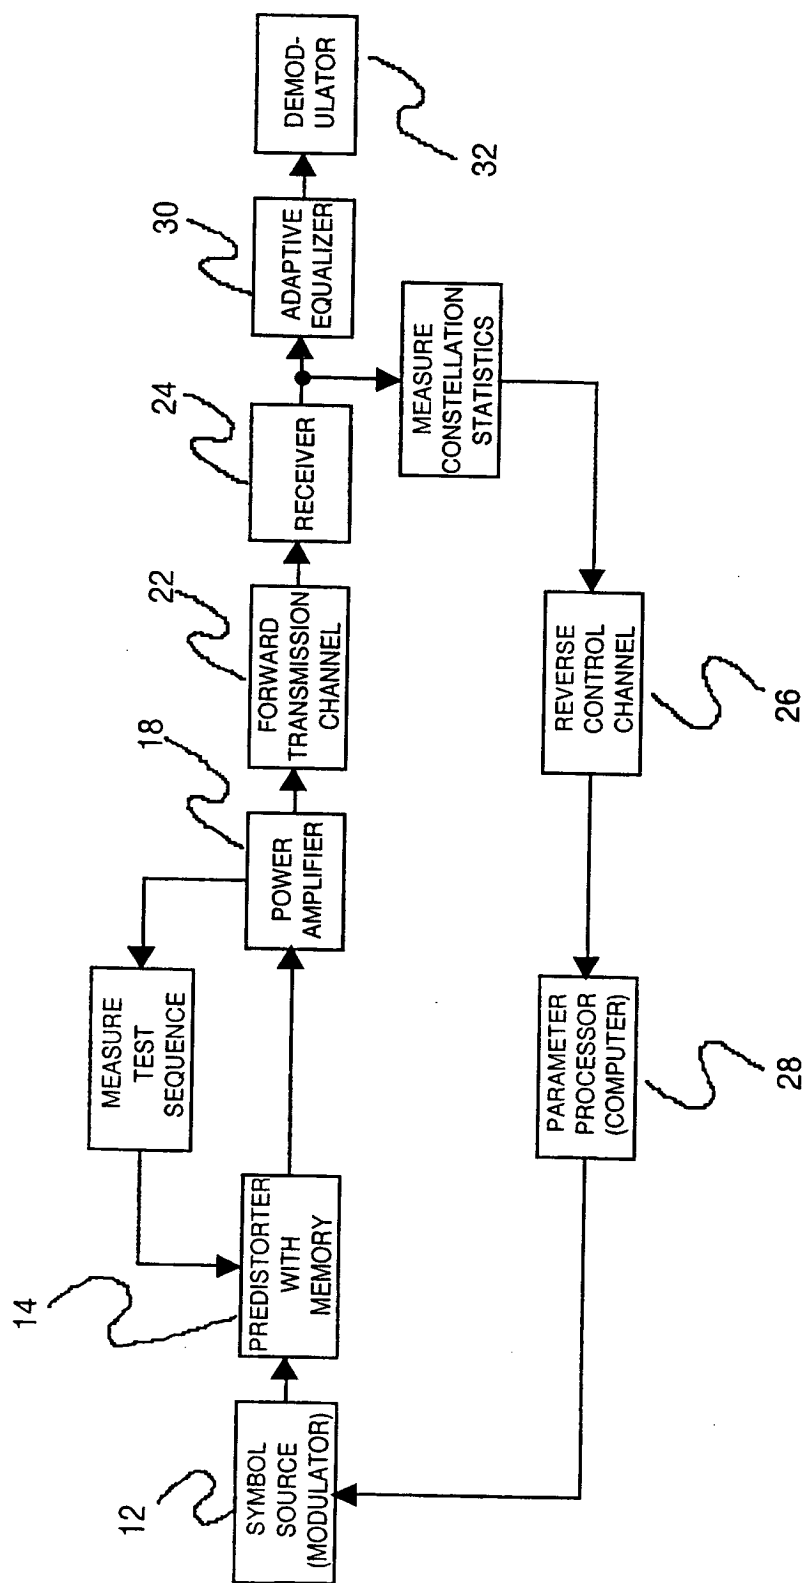 12
SYMBOL
SOURCE
(MODULATOR)
14
PREDISTORTER
WITH
MEMORY
MEASURE
TEST
SEQUENCE
18
POWER
AMPLIFIER
22
FORWARD
TRANSMISSION
CHANNEL
24
RECEIVER
30
ADAPTIVE
EQUALIZER
DEMOD-
ULATOR
32
MEASURE
CONSTELLATION
STATISTICS
REVERSE
CONTROL
CHANNEL
26
PARAMETER
PROCESSOR
(COMPUTER)
28